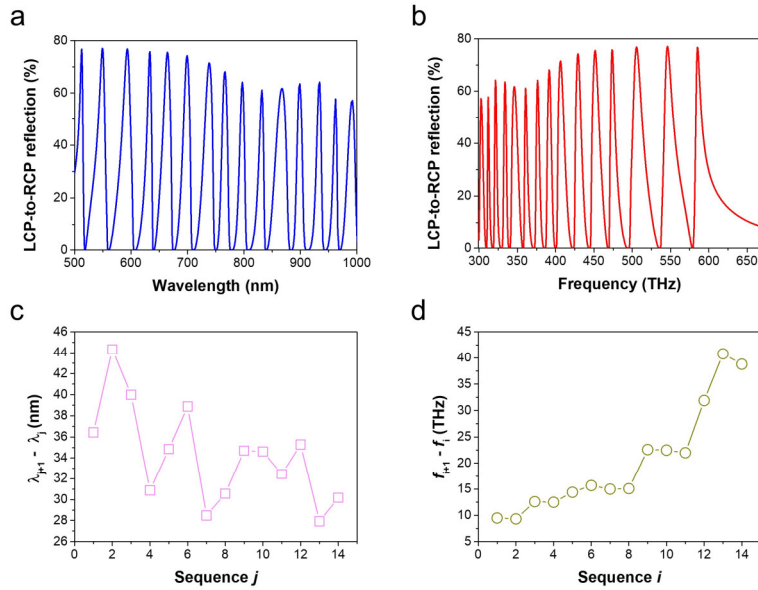 a
80
60
40
20
0
LCP-to-RCP reflection (%)
500 600 700 800 900 1000
Wavelength (nm)
b
80
60
40
20
0
LCP-to-RCP reflection (%)
300 350 400 450 500 550 600 650
Frequency (THz)
c
46
44
42
40
38
36
34
32
30
28
26
λj+1 - λj (nm)
0 2 4 6 8 10 12 14
Sequence j
d
45
40
35
30
25
20
15
10
5
fi+1 - fi (THz)
0 2 4 6 8 10 12 14
Sequence i